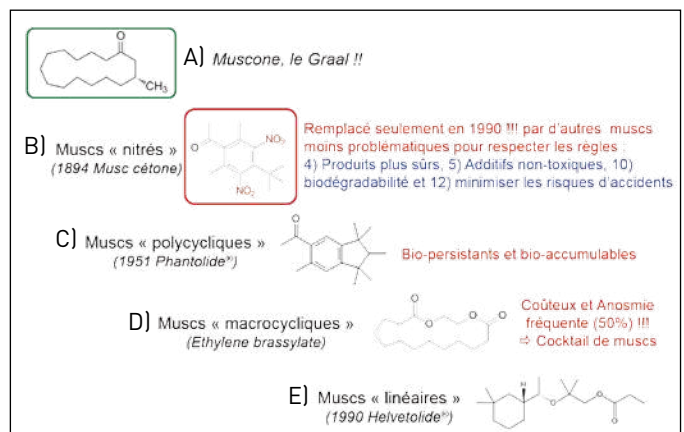 A) Muscone, le Graal !!
O
CH₃
B) Muscs « nitrés »
(1894 Musc cétone)
O
NO₂
NO₂
Remplacé seulement en 1990 !!! par d'autres muscs
moins problématiques pour respecter les règles :
4) Produits plus sûrs, 5) Additifs non-toxiques, 10)
biodégradabilité et 12) minimiser les risques d'accidents
C) Muscs « polycycliques »
(1951 Phantolide®)
O
Bio-persistants et bio-accumulables
D) Muscs « macrocycliques »
(Ethylene brassylate)
O
O
O
O
Coûteux et Anosmie
fréquente (50%) !!!
⇨ Cocktail de muscs
E) Muscs « linéaires »
(1990 Helvetolide®)
H
O
O
O